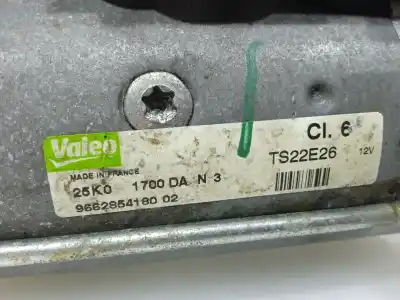 Valeo
Cl. 6
MADE IN FRANCE
TS22E26 12V
25K0 1700 DA N 3
9662854180 02